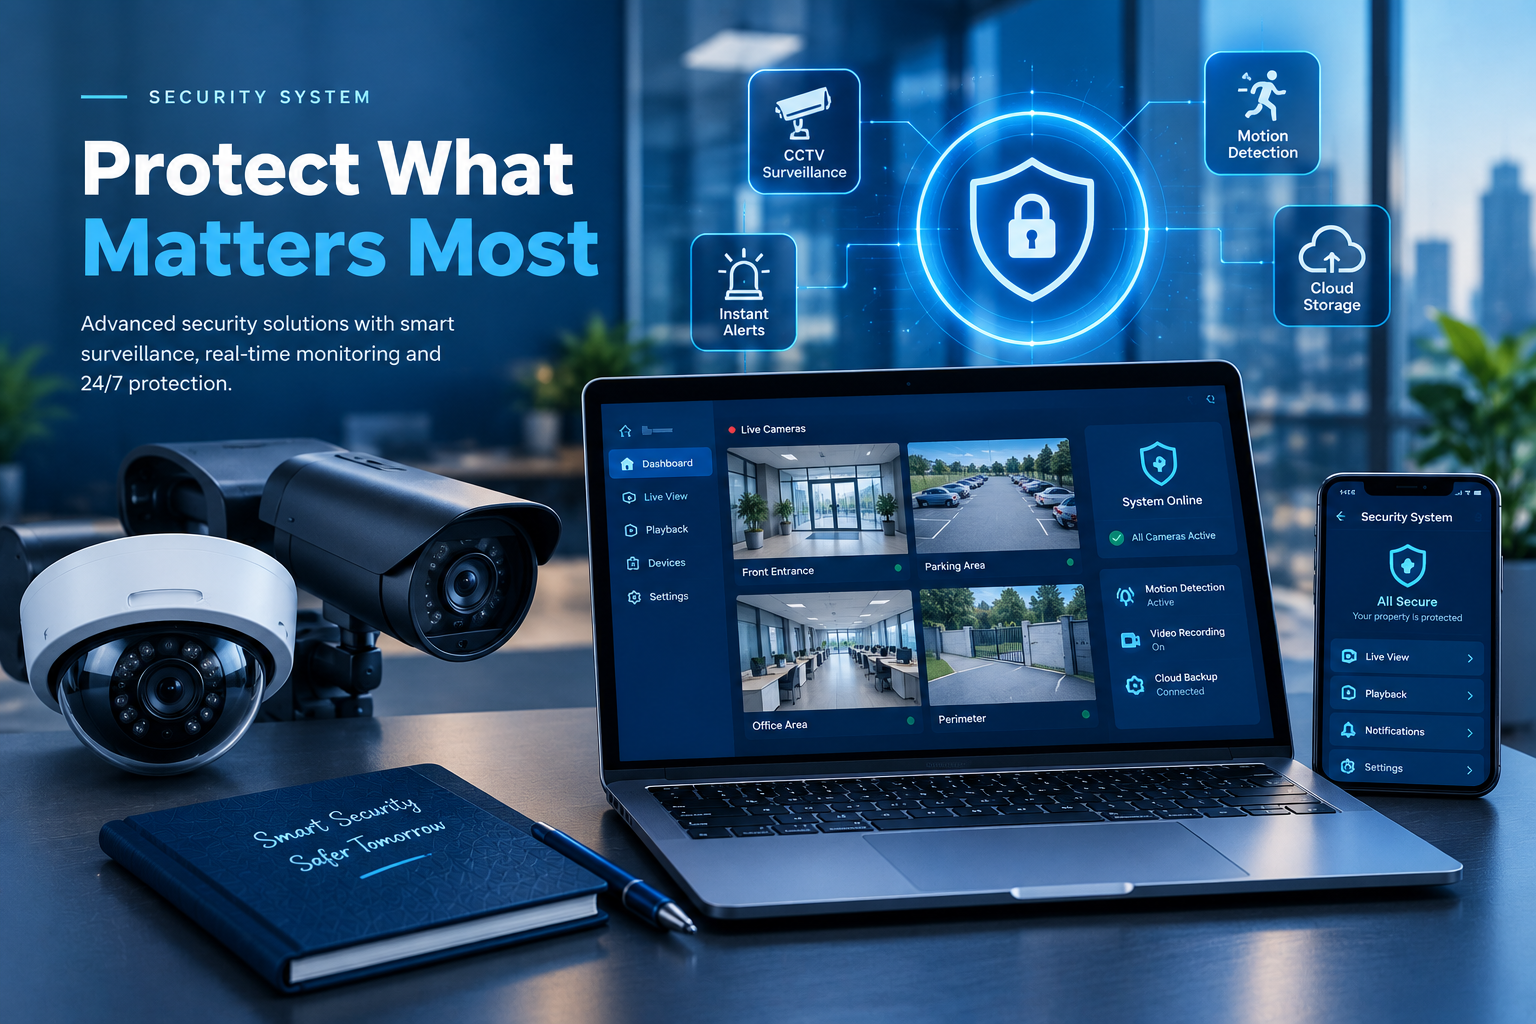 SECURITY SYSTEM
Protect What
Matters Most
Advanced security solutions with smart
surveillance, real-time monitoring and
24/7 protection.
CCTV
Surveillance
Motion
Detection
Instant
Alerts
Cloud
Storage
Live Cameras
Dashboard
Live View
Playback
Devices
Settings
Front Entrance
Parking Area
Office Area
Perimeter
System Online
All Cameras Active
Motion Detection
Active
Video Recording
On
Cloud Backup
Connected
Security System
All Secure
Your property is protected
Live View
Playback
Notifications
Settings
Smart Security
Safer Tomorrow